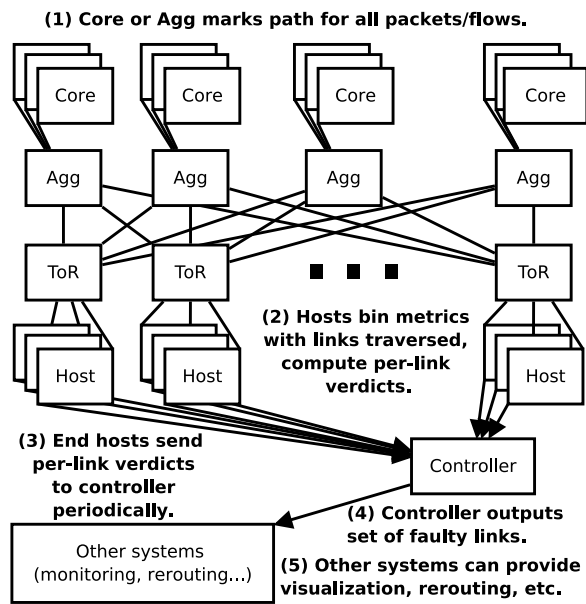 (1) Core or Agg marks path for all packets/flows.
Core
Core
Core
Core
Agg
Agg
Agg
Agg
ToR
ToR
ToR
(2) Hosts bin metrics
with links traversed,
compute per-link
verdicts.
Host
Host
Host
(3) End hosts send
per-link verdicts
to controller
periodically.
Controller
(4) Controller outputs
set of faulty links.
Other systems
(monitoring, rerouting...)
(5) Other systems can provide
visualization, rerouting, etc.